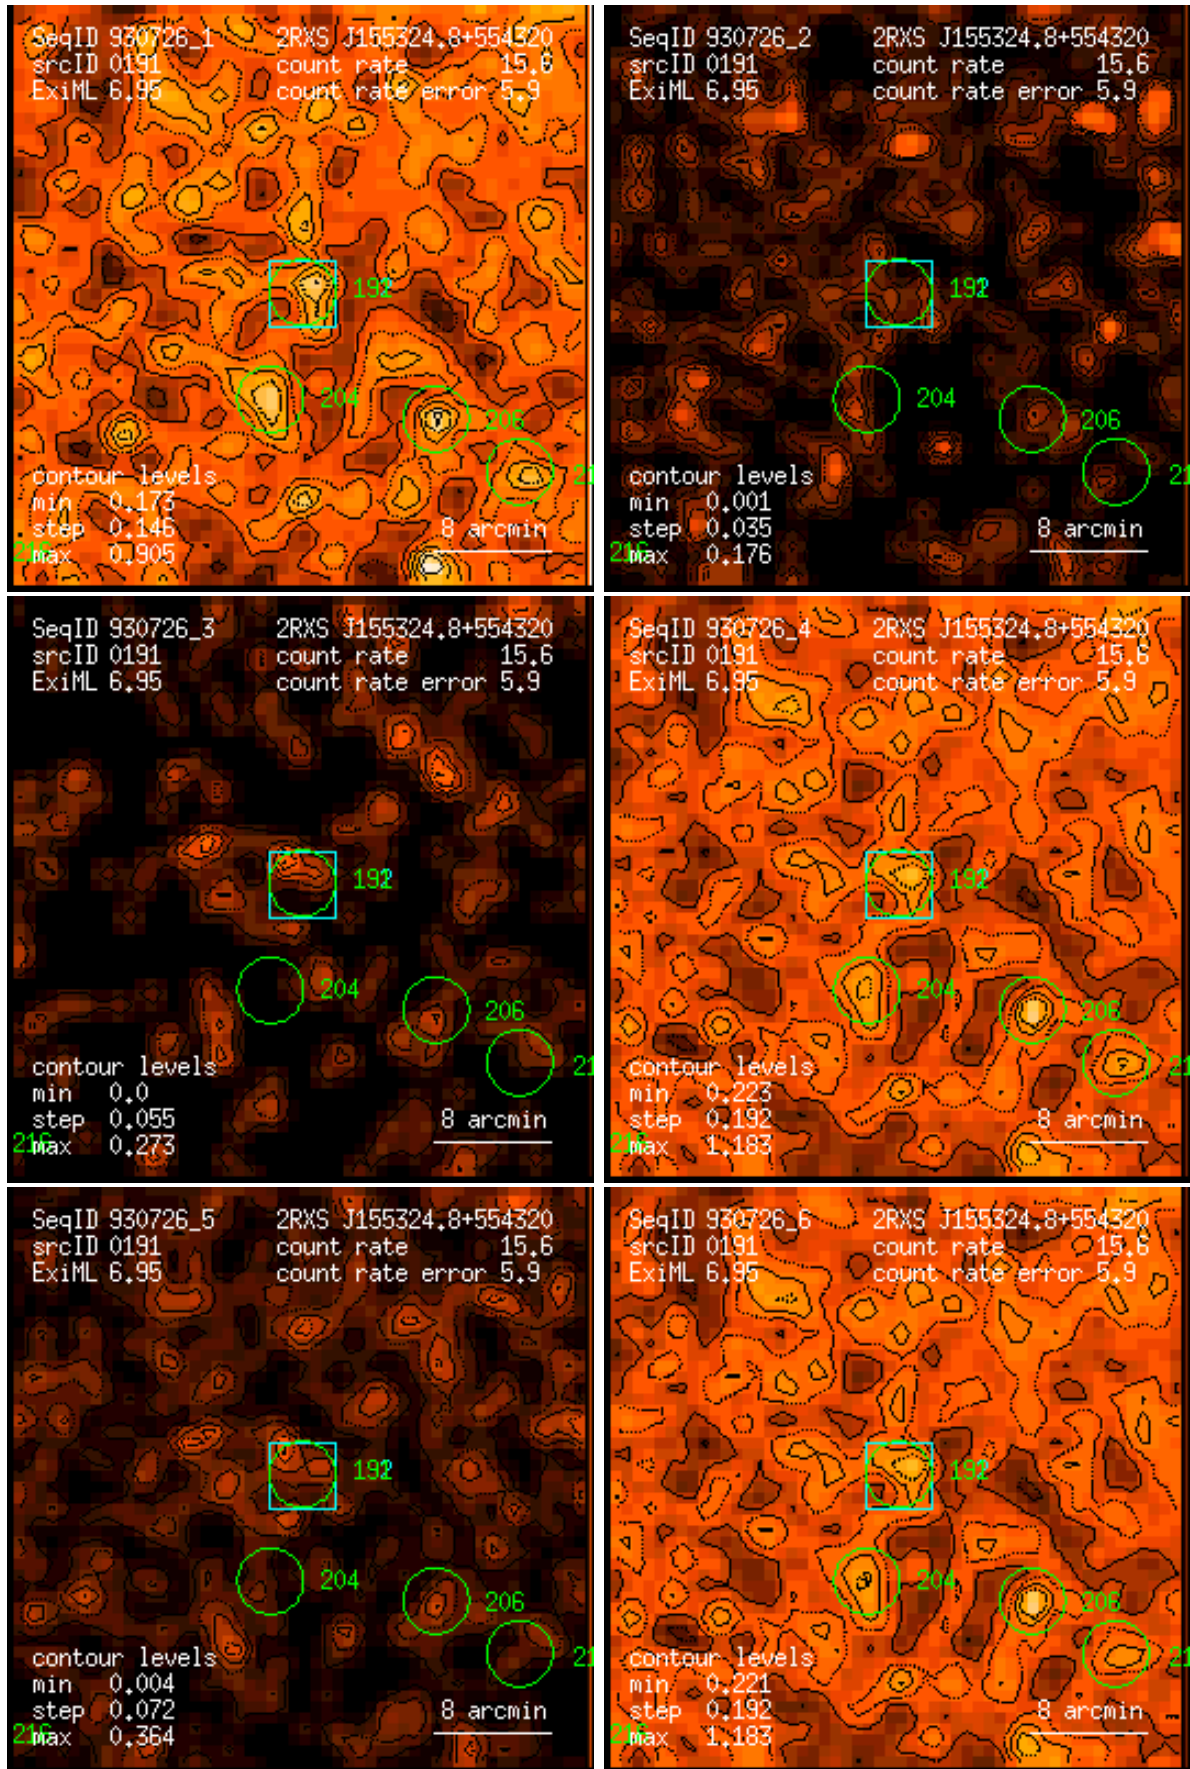 SeqID 930726_1 2RXS J155324.8+554320
srcID 0191 count rate 15.6
ExiML 6.95 count rate error 5.9
204
206
contour levels
min 0.173
step 0.146 8 arcmin
max 0.905
SeqID 930726_2 2RXS J155324.8+554320
srcID 0191 count rate 15.6
ExiML 6.95 count rate error 5.9
204
206
contour levels
min 0.001
step 0.035 8 arcmin
max 0.176
SeqID 930726_3 2RXS J155324.8+554320
srcID 0191 count rate 15.6
ExiML 6.95 count rate error 5.9
204
206
contour levels
min 0.0
step 0.055 8 arcmin
max 0.273
SeqID 930726_4 2RXS J155324.8+554320
srcID 0191 count rate 15.6
ExiML 6.95 count rate error 5.9
204
206
contour levels
min 0.223
step 0.192 8 arcmin
max 1.183
SeqID 930726_5 2RXS J155324.8+554320
srcID 0191 count rate 15.6
ExiML 6.95 count rate error 5.9
204
206
contour levels
min 0.004
step 0.072 8 arcmin
max 0.364
SeqID 930726_6 2RXS J155324.8+554320
srcID 0191 count rate 15.6
ExiML 6.95 count rate error 5.9
204
206
contour levels
min 0.221
step 0.192 8 arcmin
max 1.183